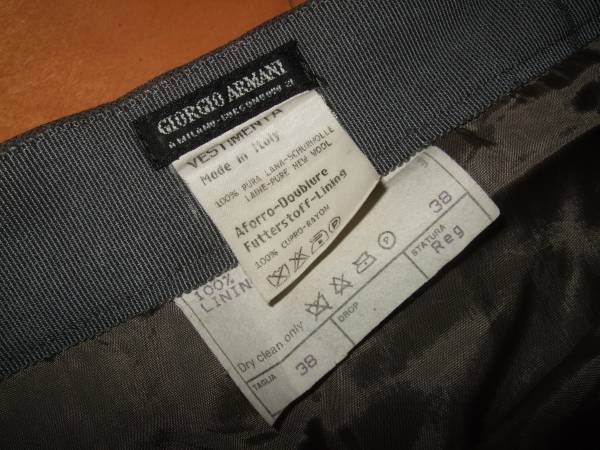 GIORGIO ARMANI
A MILANO-
VESTIMENTA
Made in Italy
100% PURA LANA-SCHURWOLLE
LAINE-PURE NEW WOOL
Aforro-Doublure
Futterstoff-Lining
100% CUPRO-RAYON
38
100%
LININ
Dry clean only
TAGLIA
38
DROP
STATURA
Reg